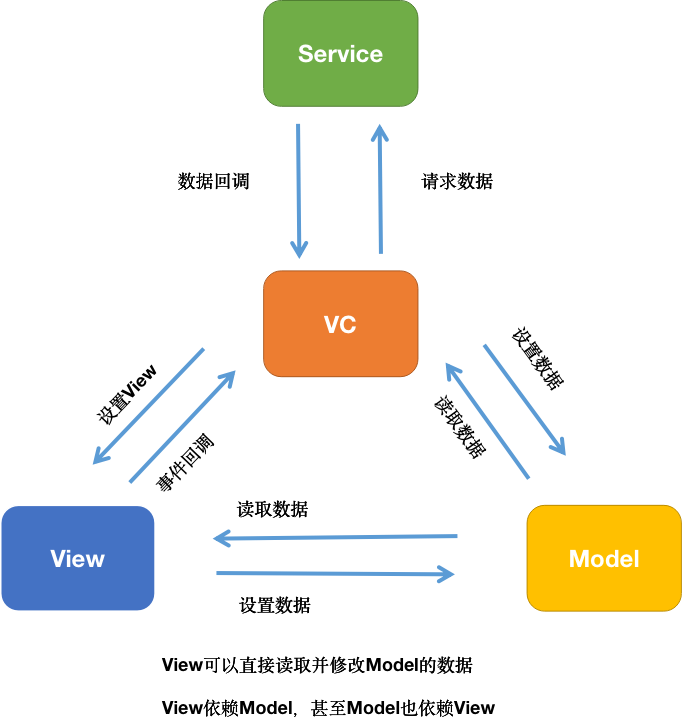 Service
数据回调
请求数据
VC
设置View
事件回调
设置数据
读取数据
读取数据
View
Model
设置数据
View可以直接读取并修改Model的数据
View依赖Model，甚至Model也依赖View